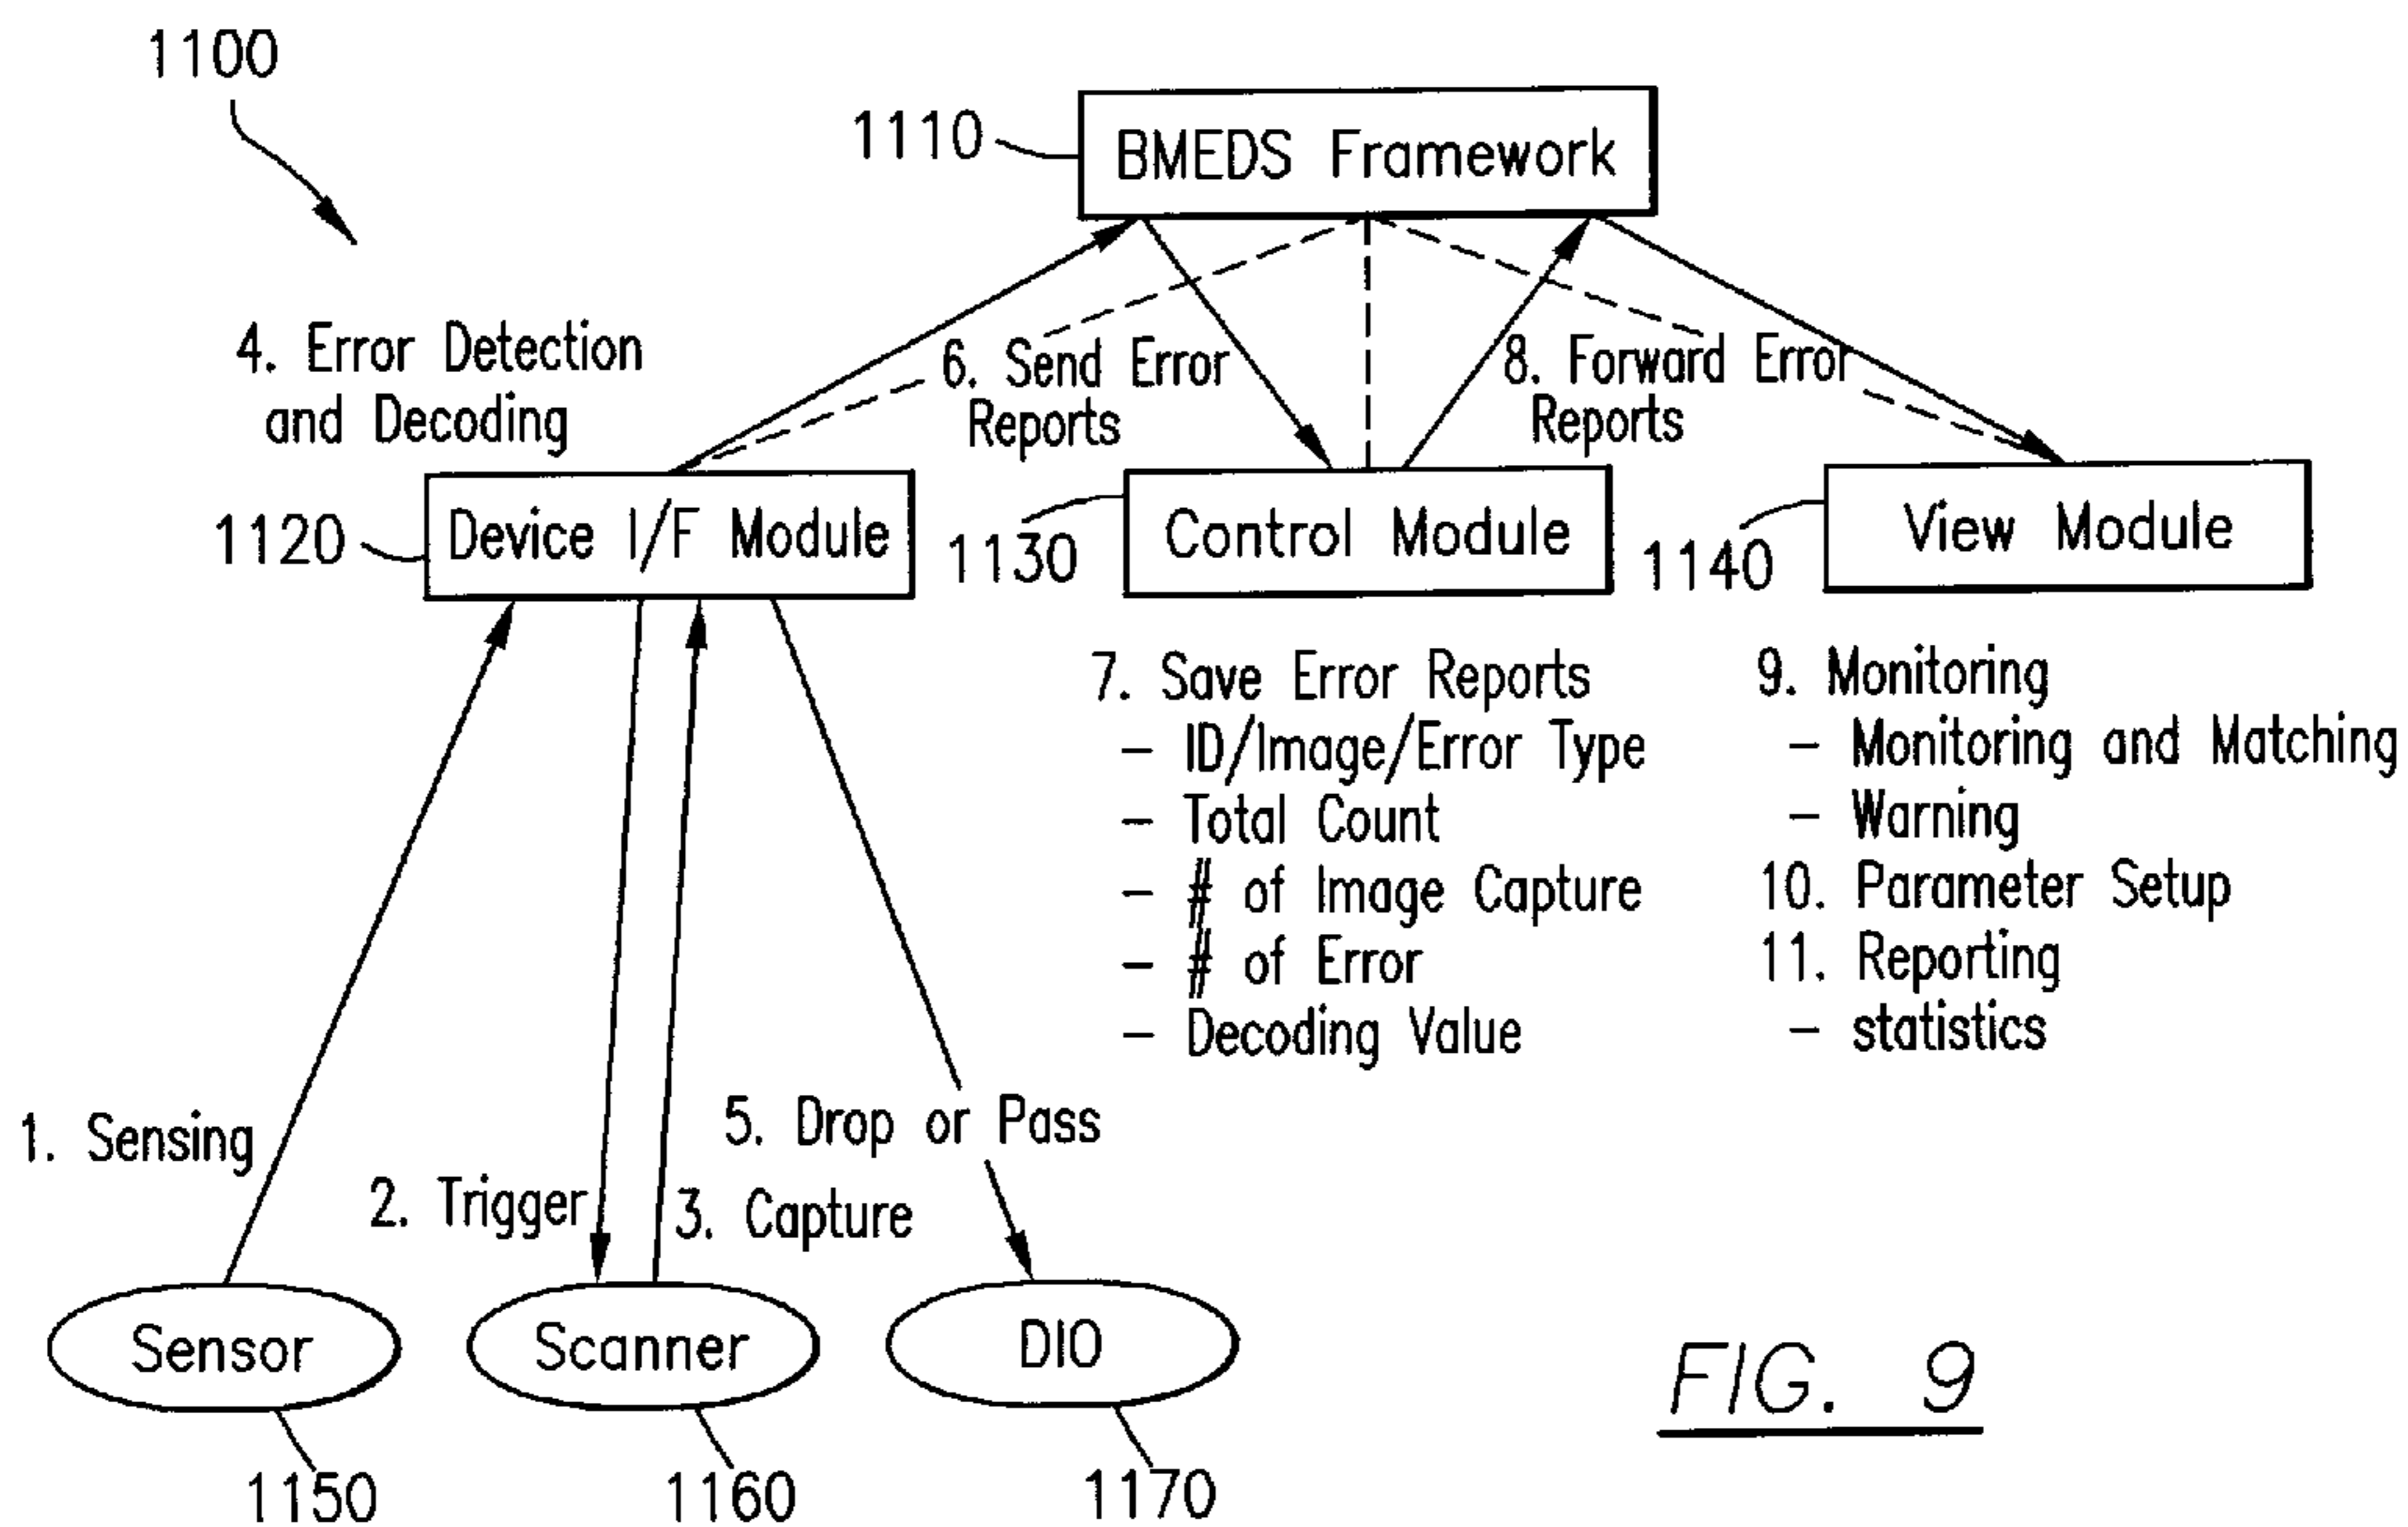 1100
1110
BMEDS Framework
4. Error Detection
and Decoding
6. Send Error
Reports
8. Forward Error
Reports
1120
Device I/F Module
1130
Control Module
1140
View Module
7. Save Error Reports
- ID/Image/Error Type
- Total Count
- # of Image Capture
- # of Error
- Decoding Value
9. Monitoring
- Monitoring and Matching
- Warning
10. Parameter Setup
11. Reporting
- statistics
1. Sensing
2. Trigger
3. Capture
5. Drop or Pass
Sensor
Scanner
DIO
1150
1160
1170
FIG. 9